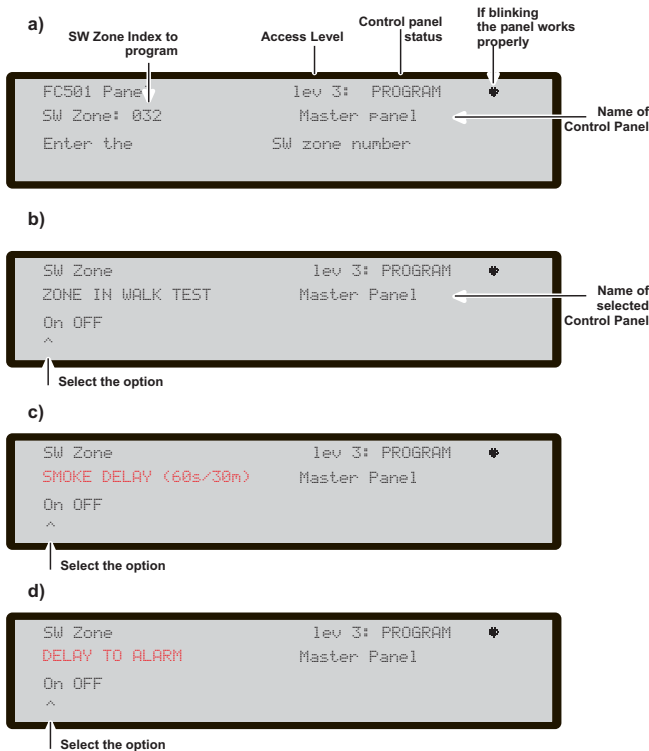 a)
SW Zone Index to program
Access Level
Control panel status
If blinking the panel works properly
FC501 Panel lev 3: PROGRAM
SW Zone: 032 Master panel
Name of Control Panel
Enter the SW zone number
b)
SW Zone lev 3: PROGRAM
ZONE IN WALK TEST Master Panel
Name of selected Control Panel
On OFF
^
Select the option
c)
SW Zone lev 3: PROGRAM
SMOKE DELAY (60s/30m) Master Panel
On OFF
^
Select the option
d)
SW Zone lev 3: PROGRAM
DELAY TO ALARM Master Panel
On OFF
^
Select the option